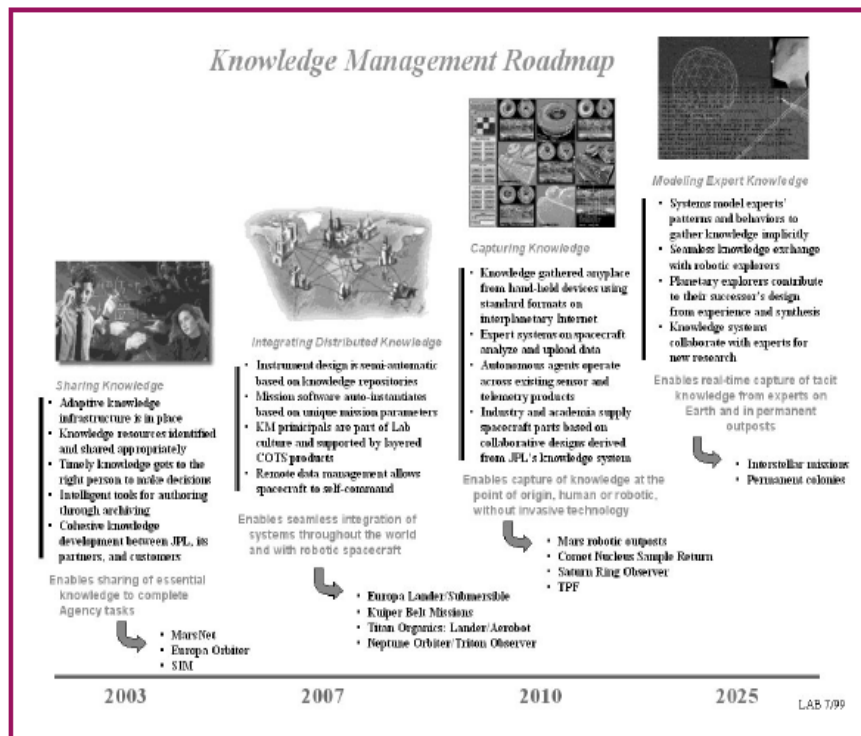 Knowledge Management Roadmap
Sharing Knowledge
• Adaptive knowledge
infrastructure is in place
• Knowledge resources identified
and shared appropriately
• Timely knowledge gets to the
right person to make decisions
• Intelligent tools for authoring
through archiving
• Cohesive knowledge
development between JPL, its
partners, and customers
Enables sharing of essential
knowledge to complete
Agency tasks
• MarsNet
• Europa Orbiter
• SIM
Integrating Distributed Knowledge
• Instrument design is semi-automatic
based on knowledge repositories
• Mission software auto-instantiates
based on unique mission parameters
• KM prinicipals are part of Lab
culture and supported by layered
COTS products
• Remote data management allows
spacecraft to self-command
Enables seamless integration of
systems throughout the world
and with robotic spacecraft
• Europa Lander/Submersible
• Kuiper Belt Missions
• Titan Organics: Lander/Aerobot
• Neptune Orbiter/Triton Observer
Capturing Knowledge
• Knowledge gathered anyplace
from hand-held devices using
standard formats on
interplanetary Internet
• Expert systems on spacecraft
analyze and upload data
• Autonomous agents operate
across existing sensor and
telemetry products
• Industry and academia supply
spacecraft parts based on
collaborative designs derived
from JPL's knowledge system
Enables capture of knowledge at the
point of origin, human or robotic,
without invasive technology
• Mars robotic outposts
• Comet Nucleus Sample Return
• Saturn Ring Observer
• TPF
Modeling Expert Knowledge
• Systems model experts'
patterns and behaviors to
gather knowledge implicitly
• Seamless knowledge exchange
with robotic explorers
• Planetary explorers contribute
to their successor's design
from experience and synthesis
• Knowledge systems
collaborate with experts for
new research
Enables real-time capture of tacit
knowledge from experts on
Earth and in permanent
outposts
• Interstellar missions
• Permanent colonies
2003
2007
2010
2025
LAB 7/99